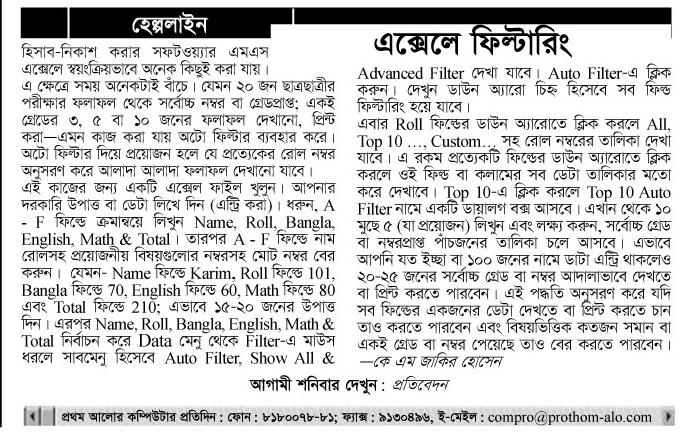 হেল্পলাইন
এক্সেলে ফিল্টারিং
হিসাব-নিকাশ করার সফটওয়্যার এমএস
এক্সেলে স্বয়ংক্রিয়ভাবে অনেক কিছুই করা যায়।
এ ক্ষেত্রে সময় অনেকটাই বাঁচে। যেমন ২০ জন ছাত্রছাত্রীর
পরীক্ষার ফলাফল থেকে সর্বোচ্চ নম্বর বা গ্রেডপ্রাপ্ত; একই
গ্রেডের ৩, ৫ বা ১০ জনের ফলাফল দেখানো, প্রিন্ট
করা—এমন কাজ করা যায় অটো ফিল্টার ব্যবহার করে।
অটো ফিল্টার দিয়ে প্রয়োজন হলে যে প্রত্যেকের রোল নম্বর
অনুসরণ করে আলাদা আলাদা ফলাফল দেখানো যাবে।
এই কাজের জন্য একটি এক্সেল ফাইল খুলুন। আপনার
দরকারি উপাত্ত বা ডেটা লিখে দিন (এন্ট্রি করা)। ধরুন, A
- F ফিল্ডে ক্রমান্বয়ে লিখুন Name, Roll, Bangla,
English, Math & Total। তারপর A - F ফিল্ডে নাম
রোলসহ প্রয়োজনীয় বিষয়গুলোর নম্বরসহ মোট নম্বর বের
করুন। যেমন- Name ফিল্ডে Karim, Roll ফিল্ডে 101,
Bangla ফিল্ডে 70, English ফিল্ডে 60, Math ফিল্ডে 80
এবং Total ফিল্ডে 210; এভাবে ১৫-২০ জনের উপাত্ত
দিন। এরপর Name, Roll, Bangla, English, Math &
Total নির্বাচন করে Data মেনু থেকে Filter-এ মাউস
ধরলে সাবমেনু হিসেবে Auto Filter, Show All &
Advanced Filter দেখা যাবে। Auto Filter-এ ক্লিক
করুন। দেখুন ডাউন অ্যারো চিহ্ন হিসেবে সব ফিল্ড
ফিল্টারিং হয়ে যাবে।
এবার Roll ফিল্ডের ডাউন অ্যারোতে ক্লিক করলে All,
Top 10 …, Custom… সহ রোল নম্বরের তালিকা দেখা
যাবে। এ রকম প্রত্যেকটি ফিল্ডের ডাউন অ্যারোতে ক্লিক
করলে ওই ফিল্ড বা কলামের সব ডেটা তালিকার মতো
করে দেখাবে। Top 10-এ ক্লিক করলে Top 10 Auto
Filter নামে একটি ডায়ালগ বক্স আসবে। এখান থেকে ১০
মুছে ৫ (যা প্রয়োজন) লিখুন এবং লক্ষ্য করুন, সর্বোচ্চ গ্রেড
বা নম্বরপ্রাপ্ত পাঁচজনের তালিকা চলে আসবে। এভাবে
আপনি যত ইচ্ছা বা ১০০ জনের নামে ডাটা এন্ট্রি থাকলেও
২০-২৫ জনের সর্বোচ্চ গ্রেড বা নম্বর আদালাভাবে দেখতে
বা প্রিন্ট করতে পারবেন। এই পদ্ধতি অনুসরণ করে যদি
সব ফিল্ডের একজনের ডেটা দেখতে বা প্রিন্ট করতে চান
তাও করতে পারবেন এবং বিষয়ভিত্তিক কতজন সমান বা
একই গ্রেড বা নম্বর পেয়েছে তাও বের করতে পারবেন।
—কে এম জাকির হোসেন
আগামী শনিবার দেখুন : প্রতিবেদন
প্রথম আলোর কম্পিউটার প্রতিদিন : ফোন : ৮১৮০০৭৮-৮১; ফ্যাক্স : ৯১৩০৪৯৬, ই-মেইল : compro@prothom-alo.com